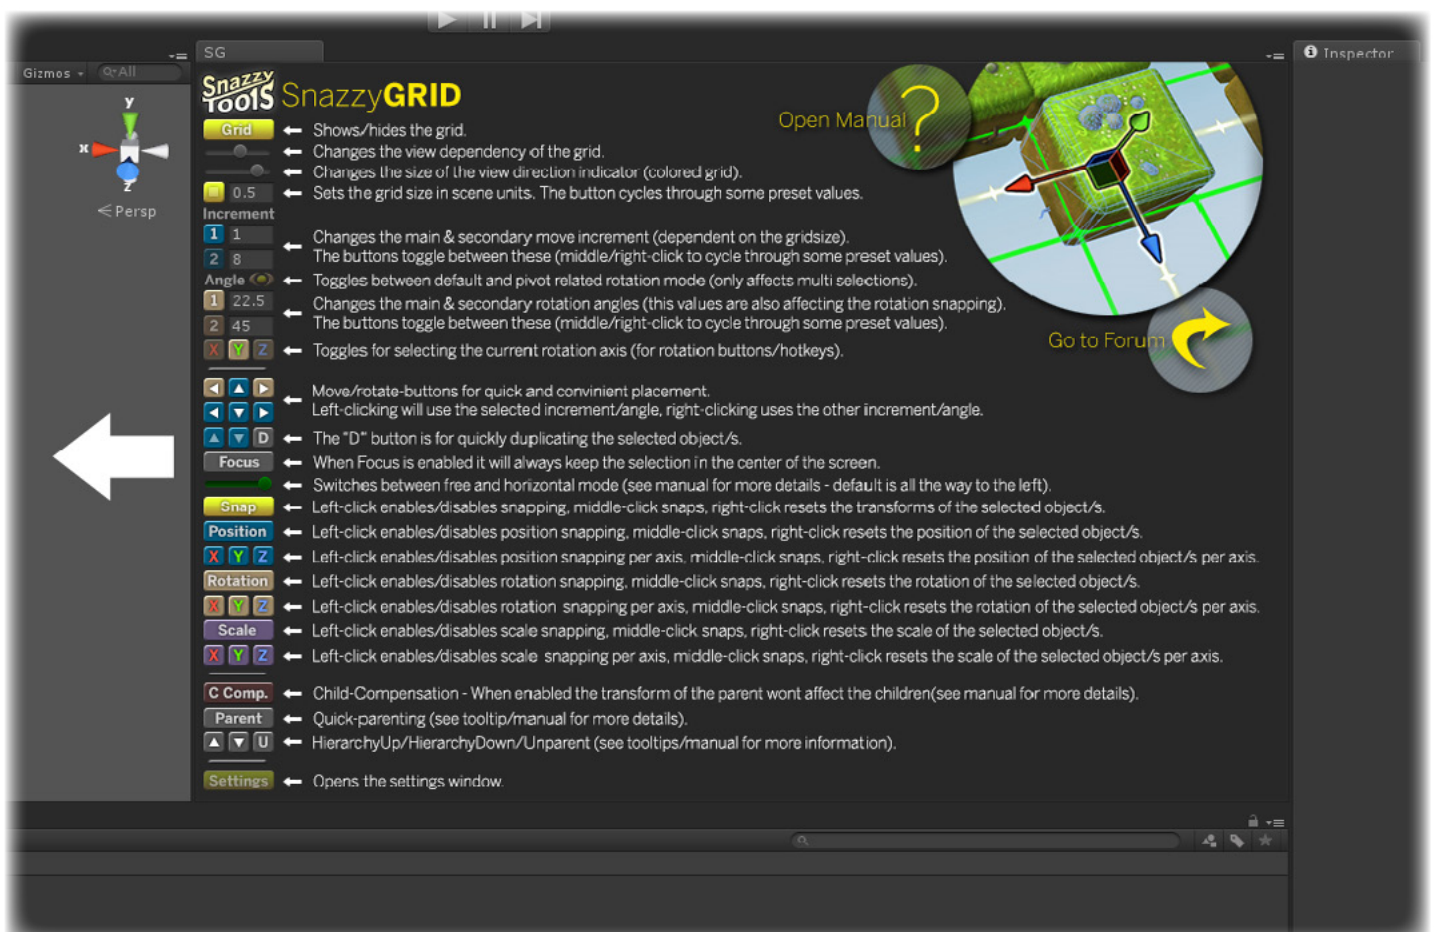 SG
Inspector
Gizmos
All
Snazzy
Tools
SnazzyGRID
Open Manual
?
y
x
z
Persp
Grid
Shows/hides the grid.
Changes the view dependency of the grid.
Changes the size of the view direction indicator (colored grid).
0.5
Sets the grid size in scene units. The button cycles through some preset values.
Increment
1 1
Changes the main & secondary move increment (dependent on the gridsize).
2 8
The buttons toggle between these (middle/right-click to cycle through some preset values).
Angle
Toggles between default and pivot related rotation mode (only affects multi selections).
1 22.5
Changes the main & secondary rotation angles (this values are also affecting the rotation snapping).
2 45
The buttons toggle between these (middle/right-click to cycle through some preset values).
Go to Forum
X Y Z
Toggles for selecting the current rotation axis (for rotation buttons/hotkeys).
Move/rotate-buttons for quick and convinient placement.
Left-clicking will use the selected increment/angle, right-clicking uses the other increment/angle.
D
The "D" button is for quickly duplicating the selected object/s.
Focus
When Focus is enabled it will always keep the selection in the center of the screen.
Switches between free and horizontal mode (see manual for more details - default is all the way to the left).
Snap
Left-click enables/disables snapping, middle-click snaps, right-click resets the transforms of the selected object/s.
Position
Left-click enables/disables position snapping, middle-click snaps, right-click resets the position of the selected object/s.
X Y Z
Left-click enables/disables position snapping per axis, middle-click snaps, right-click resets the position of the selected object/s per axis.
Rotation
Left-click enables/disables rotation snapping, middle-click snaps, right-click resets the rotation of the selected object/s.
X Y Z
Left-click enables/disables rotation snapping per axis, middle-click snaps, right-click resets the rotation of the selected object/s per axis.
Scale
Left-click enables/disables scale snapping, middle-click snaps, right-click resets the scale of the selected object/s.
X Y Z
Left-click enables/disables scale snapping per axis, middle-click snaps, right-click resets the scale of the selected object/s per axis.
C Comp.
Child-Compensation - When enabled the transform of the parent wont affect the children(see manual for more details).
Parent
Quick-parenting (see tooltip/manual for more details).
U
HierarchyUp/HierarchyDown/Unparent (see tooltips/manual for more information).
Settings
Opens the settings window.